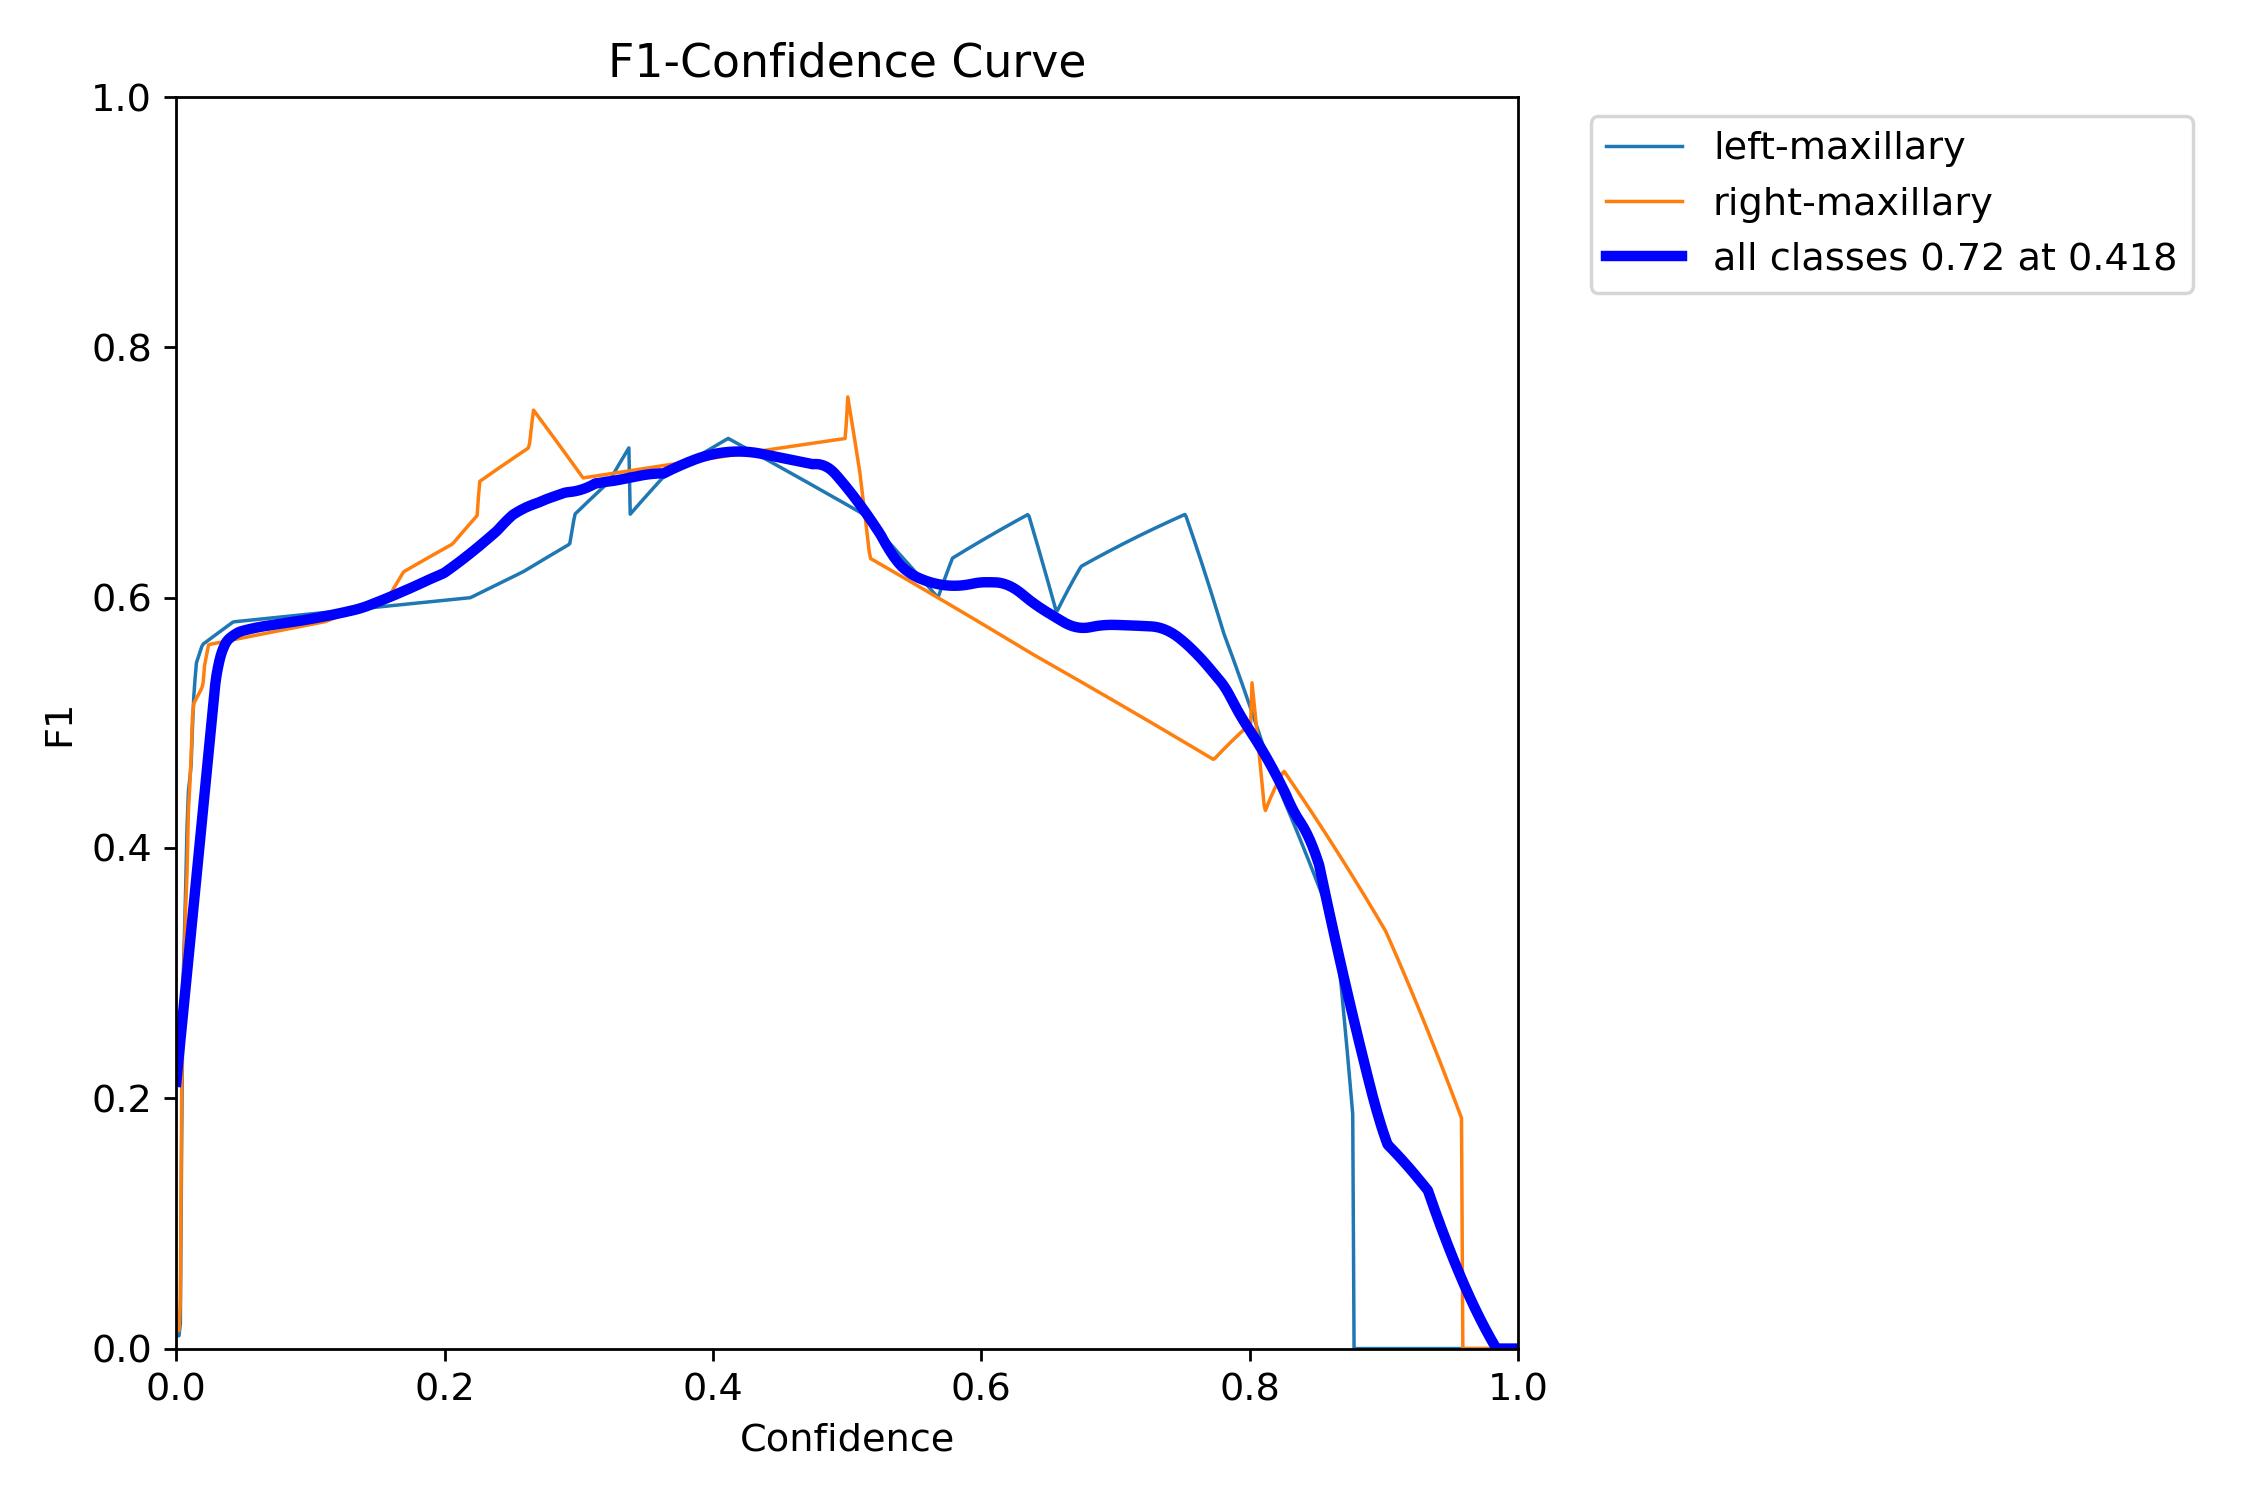 F1-Confidence Curve
1.0
0.8
0.6
0.4
0.2
0.0
F1
0.0 0.2 0.4 0.6 0.8 1.0
Confidence
left-maxillary
right-maxillary
all classes 0.72 at 0.418